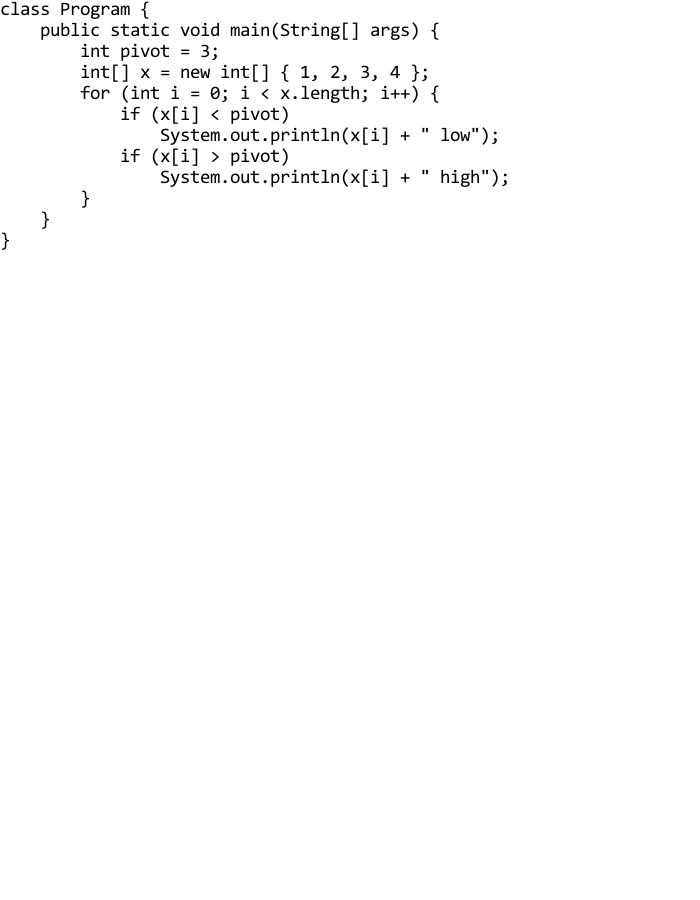 class Program {
    public static void main(String[] args) {
        int pivot = 3;
        int[] x = new int[] { 1, 2, 3, 4 };
        for (int i = 0; i < x.length; i++) {
            if (x[i] < pivot)
                System.out.println(x[i] + " low");
            if (x[i] > pivot)
                System.out.println(x[i] + " high");
        }
    }
}